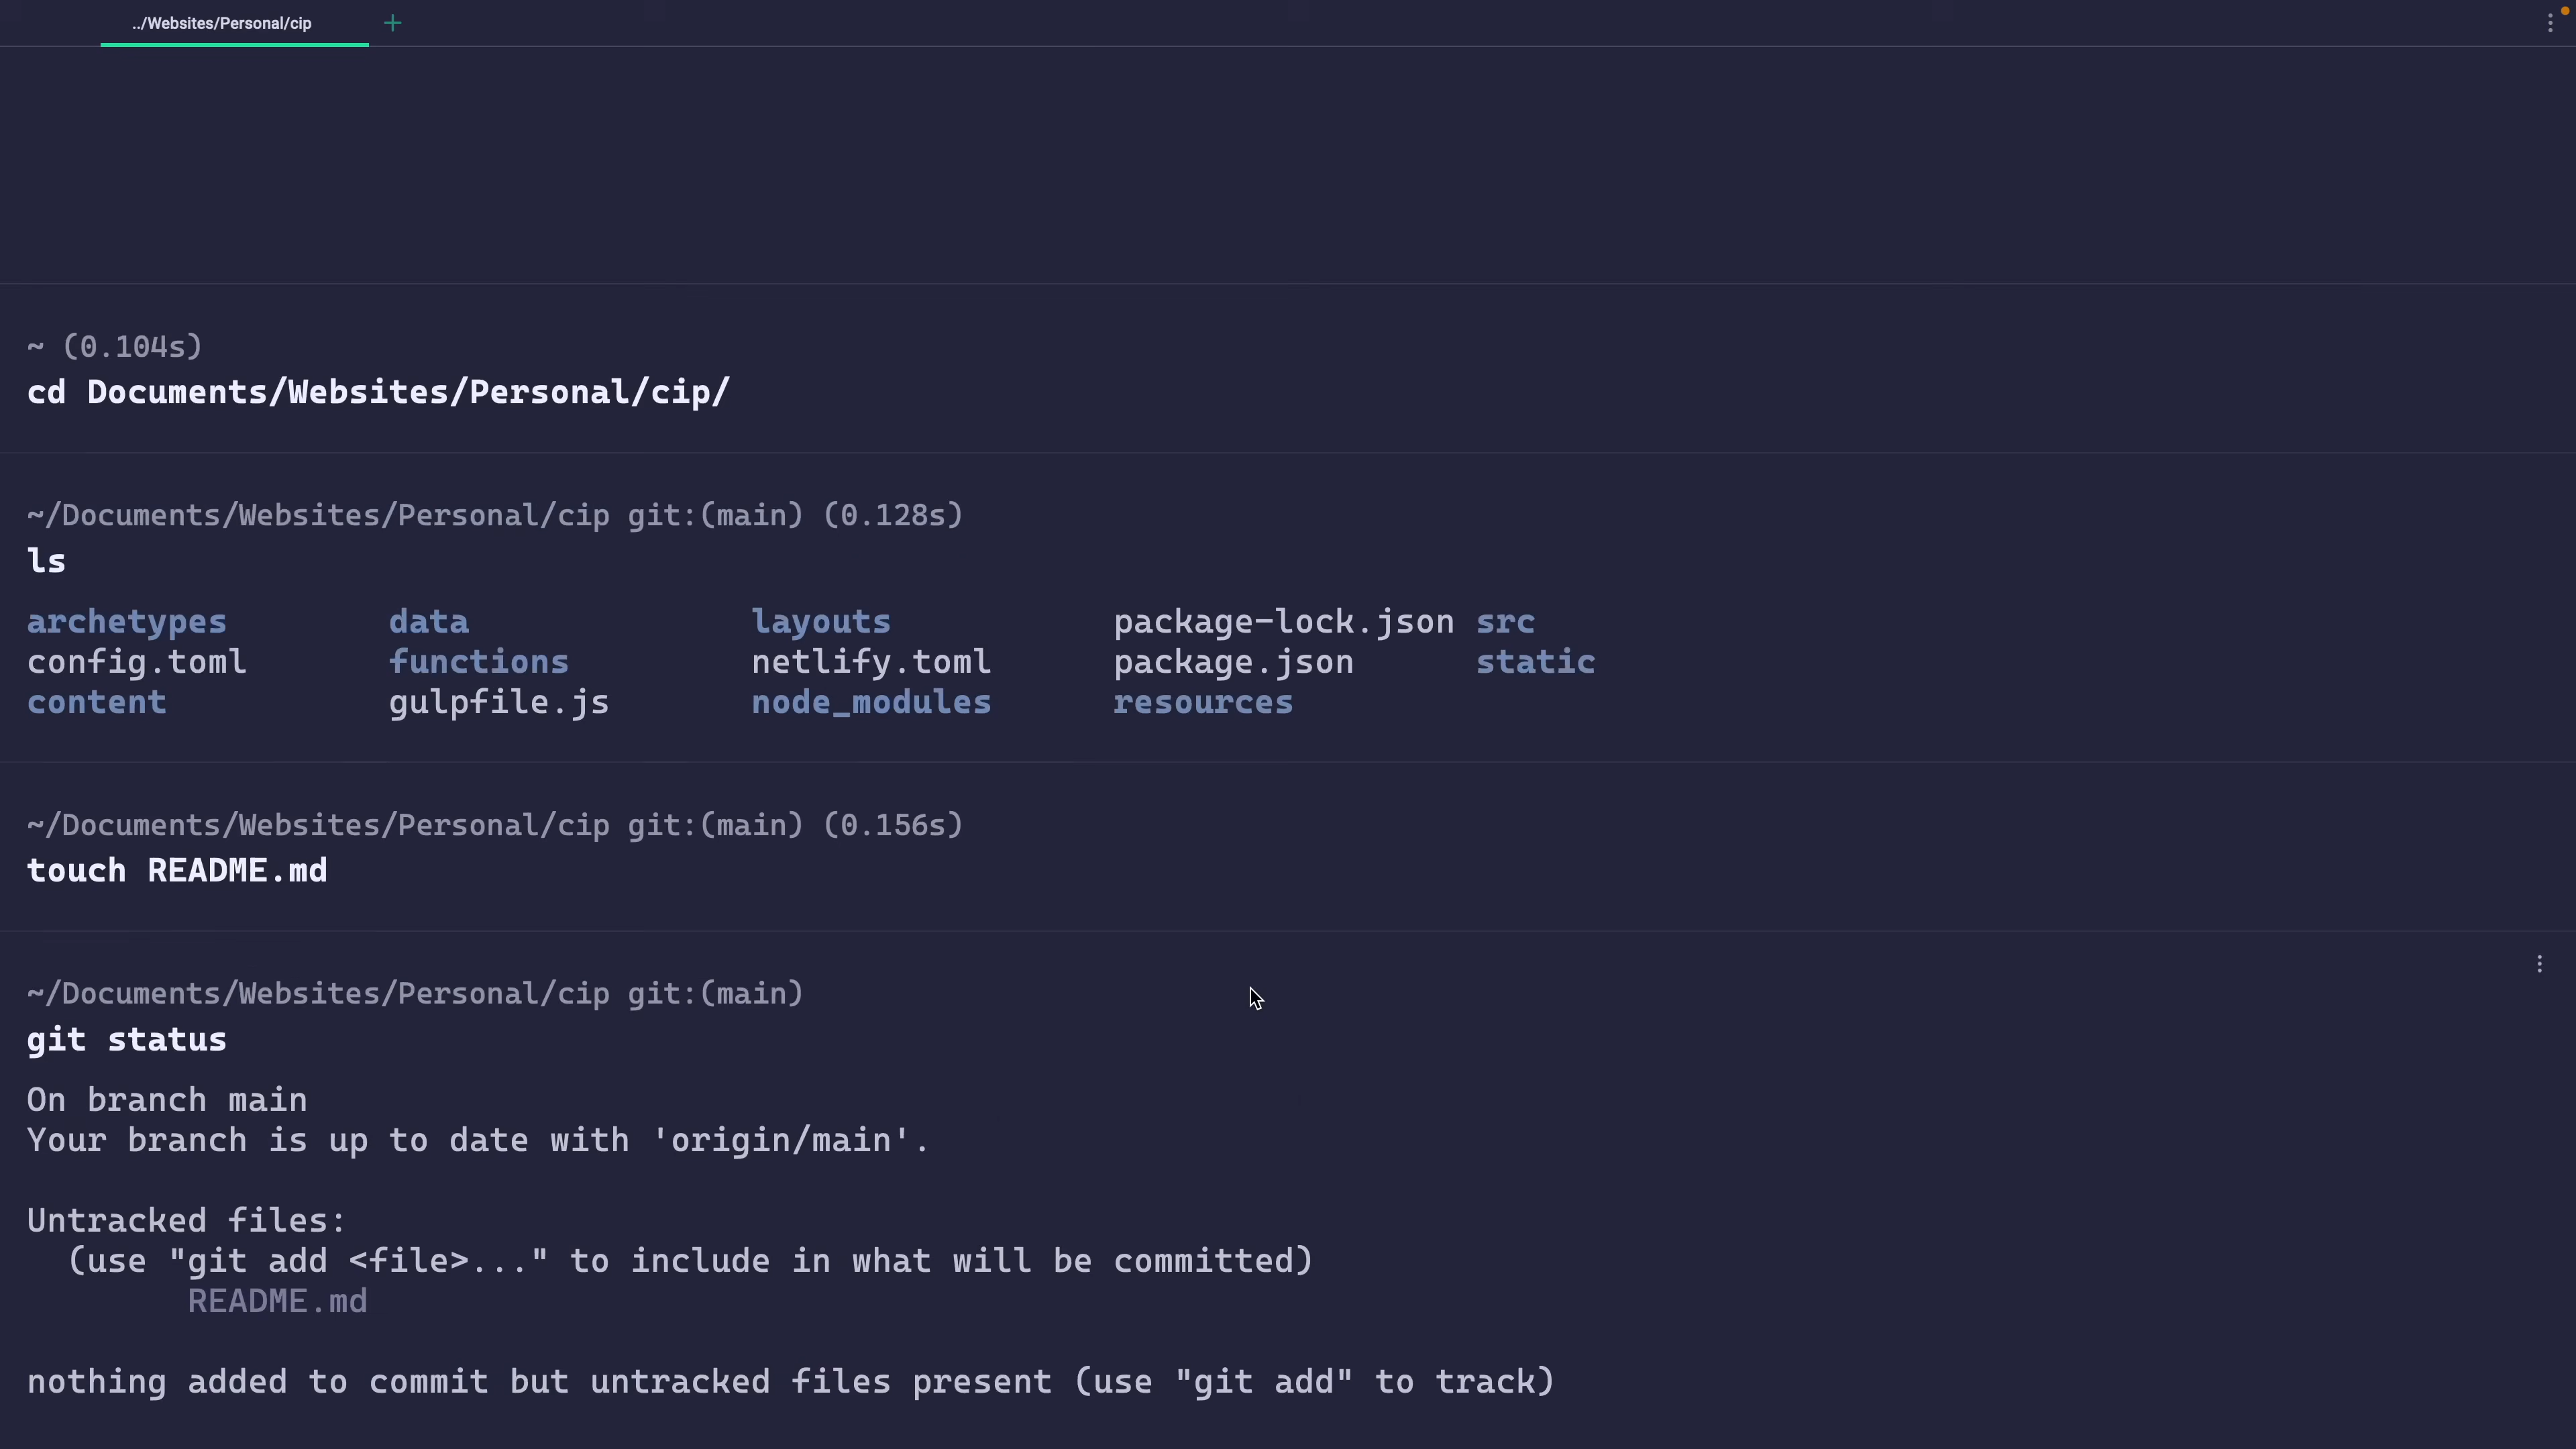 ../Websites/Personal/cip +
~ (0.104s)
cd Documents/Websites/Personal/cip/
~/Documents/Websites/Personal/cip git:(main) (0.128s)
ls
archetypes data layouts package-lock.json src
config.toml functions netlify.toml package.json static
content gulpfile.js node_modules resources
~/Documents/Websites/Personal/cip git:(main) (0.156s)
touch README.md
~/Documents/Websites/Personal/cip git:(main)
git status
On branch main
Your branch is up to date with 'origin/main'.
Untracked files:
(use "git add <file>..." to include in what will be committed)
README.md
nothing added to commit but untracked files present (use "git add" to track)